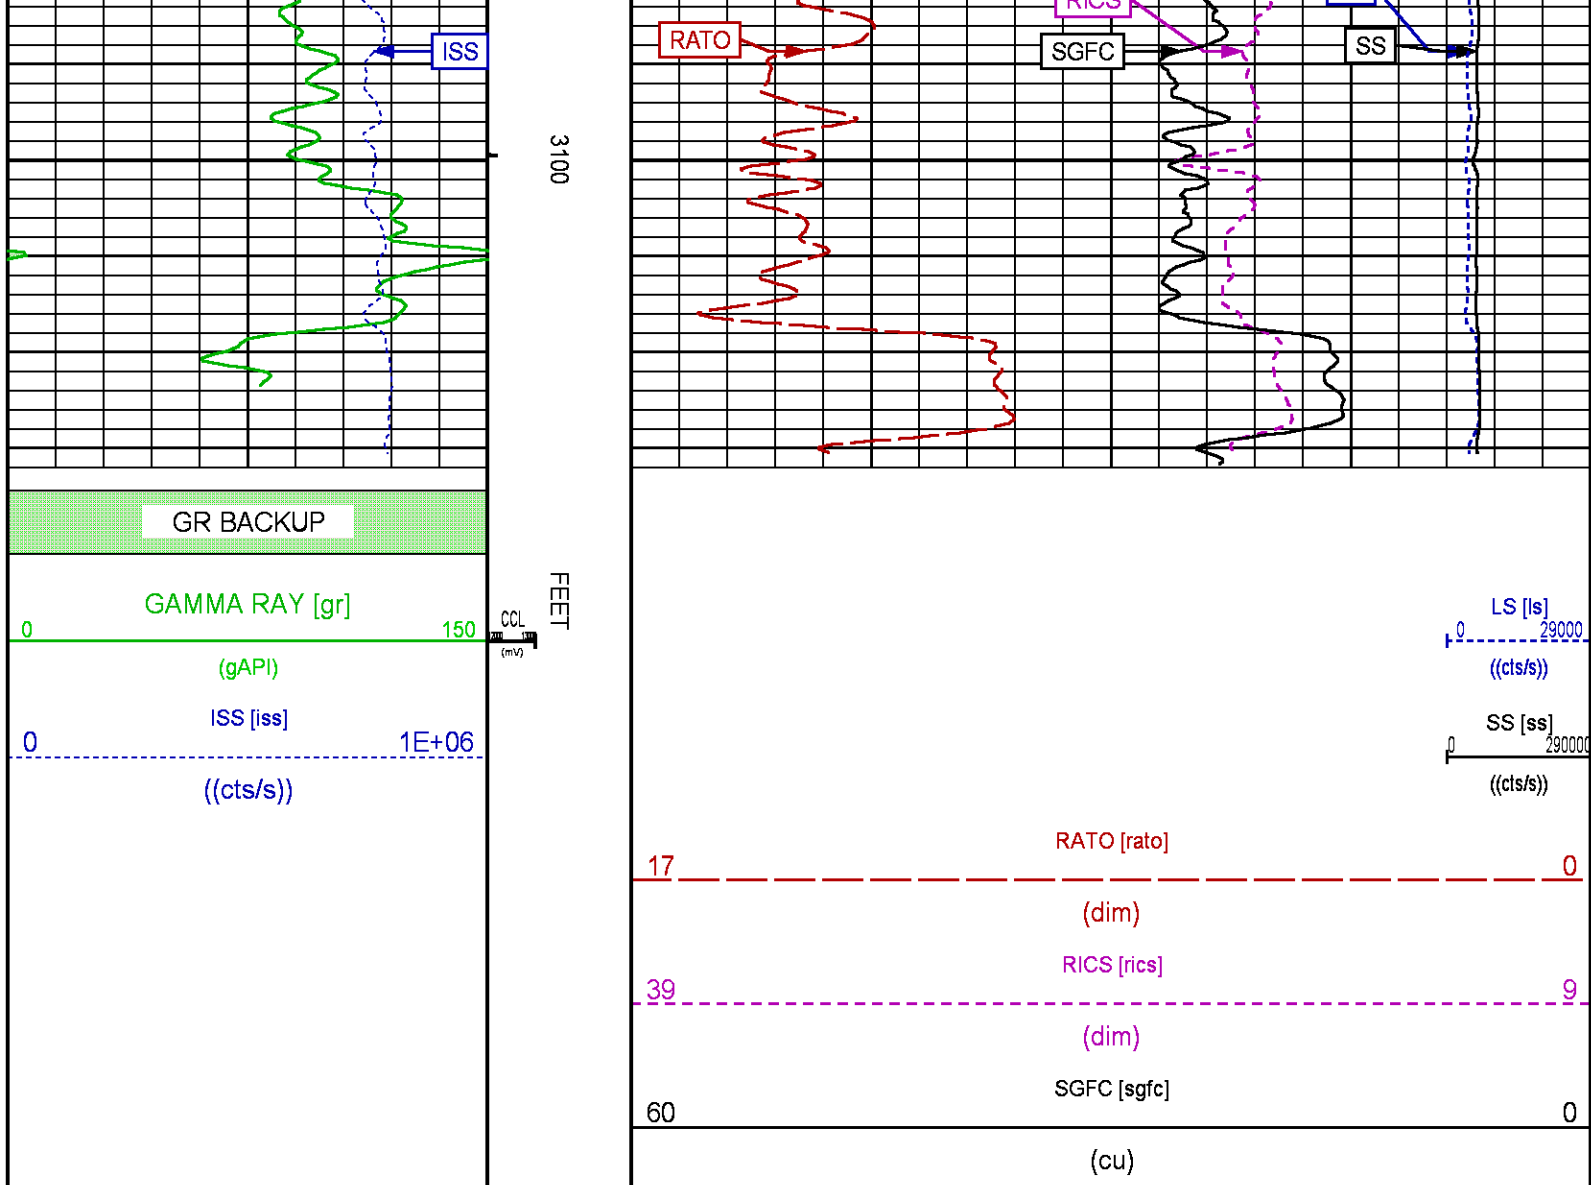 RICS
RATO
ISS
SGFC
SS
3100
GR BACKUP
FEET
GAMMA RAY [gr]
0 150
(gAPI)
CCL
(mV)
ISS [iss]
0 1E+06
((cts/s))
LS [ls]
0 29000
((cts/s))
SS [ss]
0 290000
((cts/s))
RATO [rato]
17 0
(dim)
RICS [rics]
39 9
(dim)
SGFC [sgfc]
60 0
(cu)